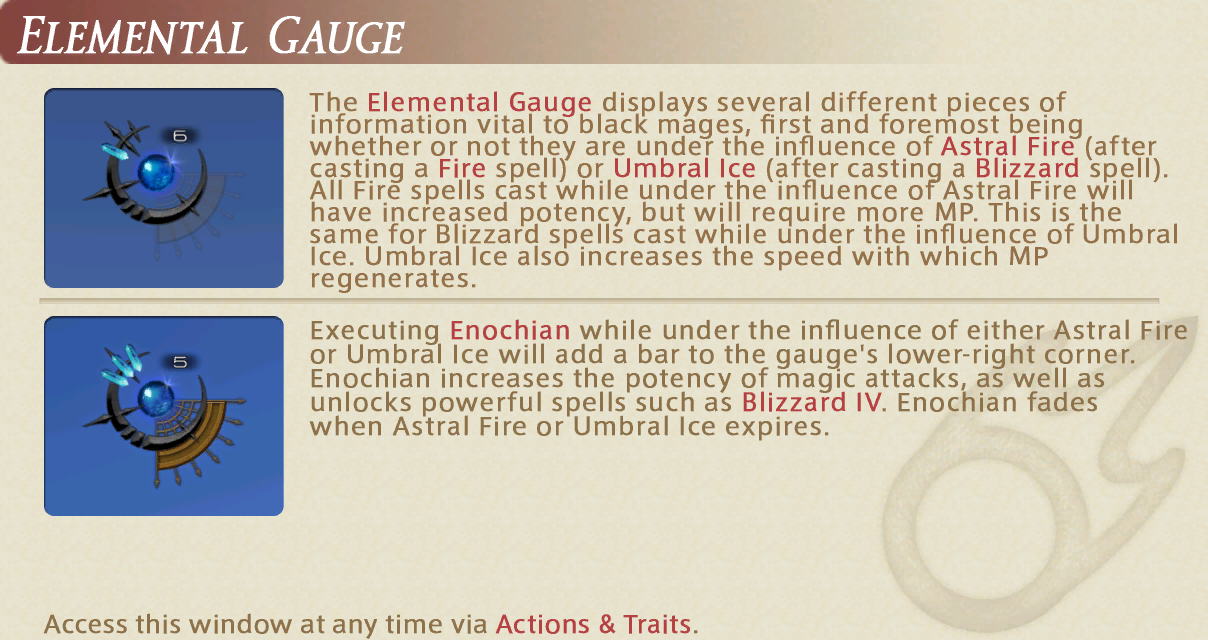 ELEMENTAL GAUGE
6
The Elemental Gauge displays several different pieces of
information vital to black mages, first and foremost being
whether or not they are under the influence of Astral Fire (after
casting a Fire spell) or Umbral Ice (after casting a Blizzard spell).
All Fire spells cast while under the influence of Astral Fire will
have increased potency, but will require more MP. This is the
same for Blizzard spells cast while under the influence of Umbral
Ice. Umbral Ice also increases the speed with which MP
regenerates.
5
Executing Enochian while under the influence of either Astral Fire
or Umbral Ice will add a bar to the gauge's lower-right corner.
Enochian increases the potency of magic attacks, as well as
unlocks powerful spells such as Blizzard IV. Enochian fades
when Astral Fire or Umbral Ice expires.
Access this window at any time via Actions & Traits.